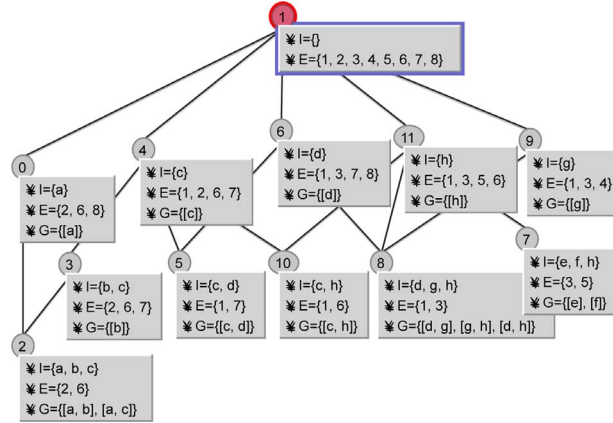 1
¥ I={}
¥ E={1, 2, 3, 4, 5, 6, 7, 8}
0
¥ I={a}
¥ E={2, 6, 8}
¥ G={[a]}
4
¥ I={c}
¥ E={1, 2, 6, 7}
¥ G={[c]}
6
¥ I={d}
¥ E={1, 3, 7, 8}
¥ G={[d]}
11
¥ I={h}
¥ E={1, 3, 5, 6}
¥ G={[h]}
9
¥ I={g}
¥ E={1, 3, 4}
¥ G={[g]}
3
¥ I={b, c}
¥ E={2, 6, 7}
¥ G={[b]}
5
¥ I={c, d}
¥ E={1, 7}
¥ G={[c, d]}
10
¥ I={c, h}
¥ E={1, 6}
¥ G={[c, h]}
8
¥ I={d, g, h}
¥ E={1, 3}
¥ G={[d, g], [g, h], [d, h]}
7
¥ I={e, f, h}
¥ E={3, 5}
¥ G={[e], [f]}
2
¥ I={a, b, c}
¥ E={2, 6}
¥ G={[a, b], [a, c]}